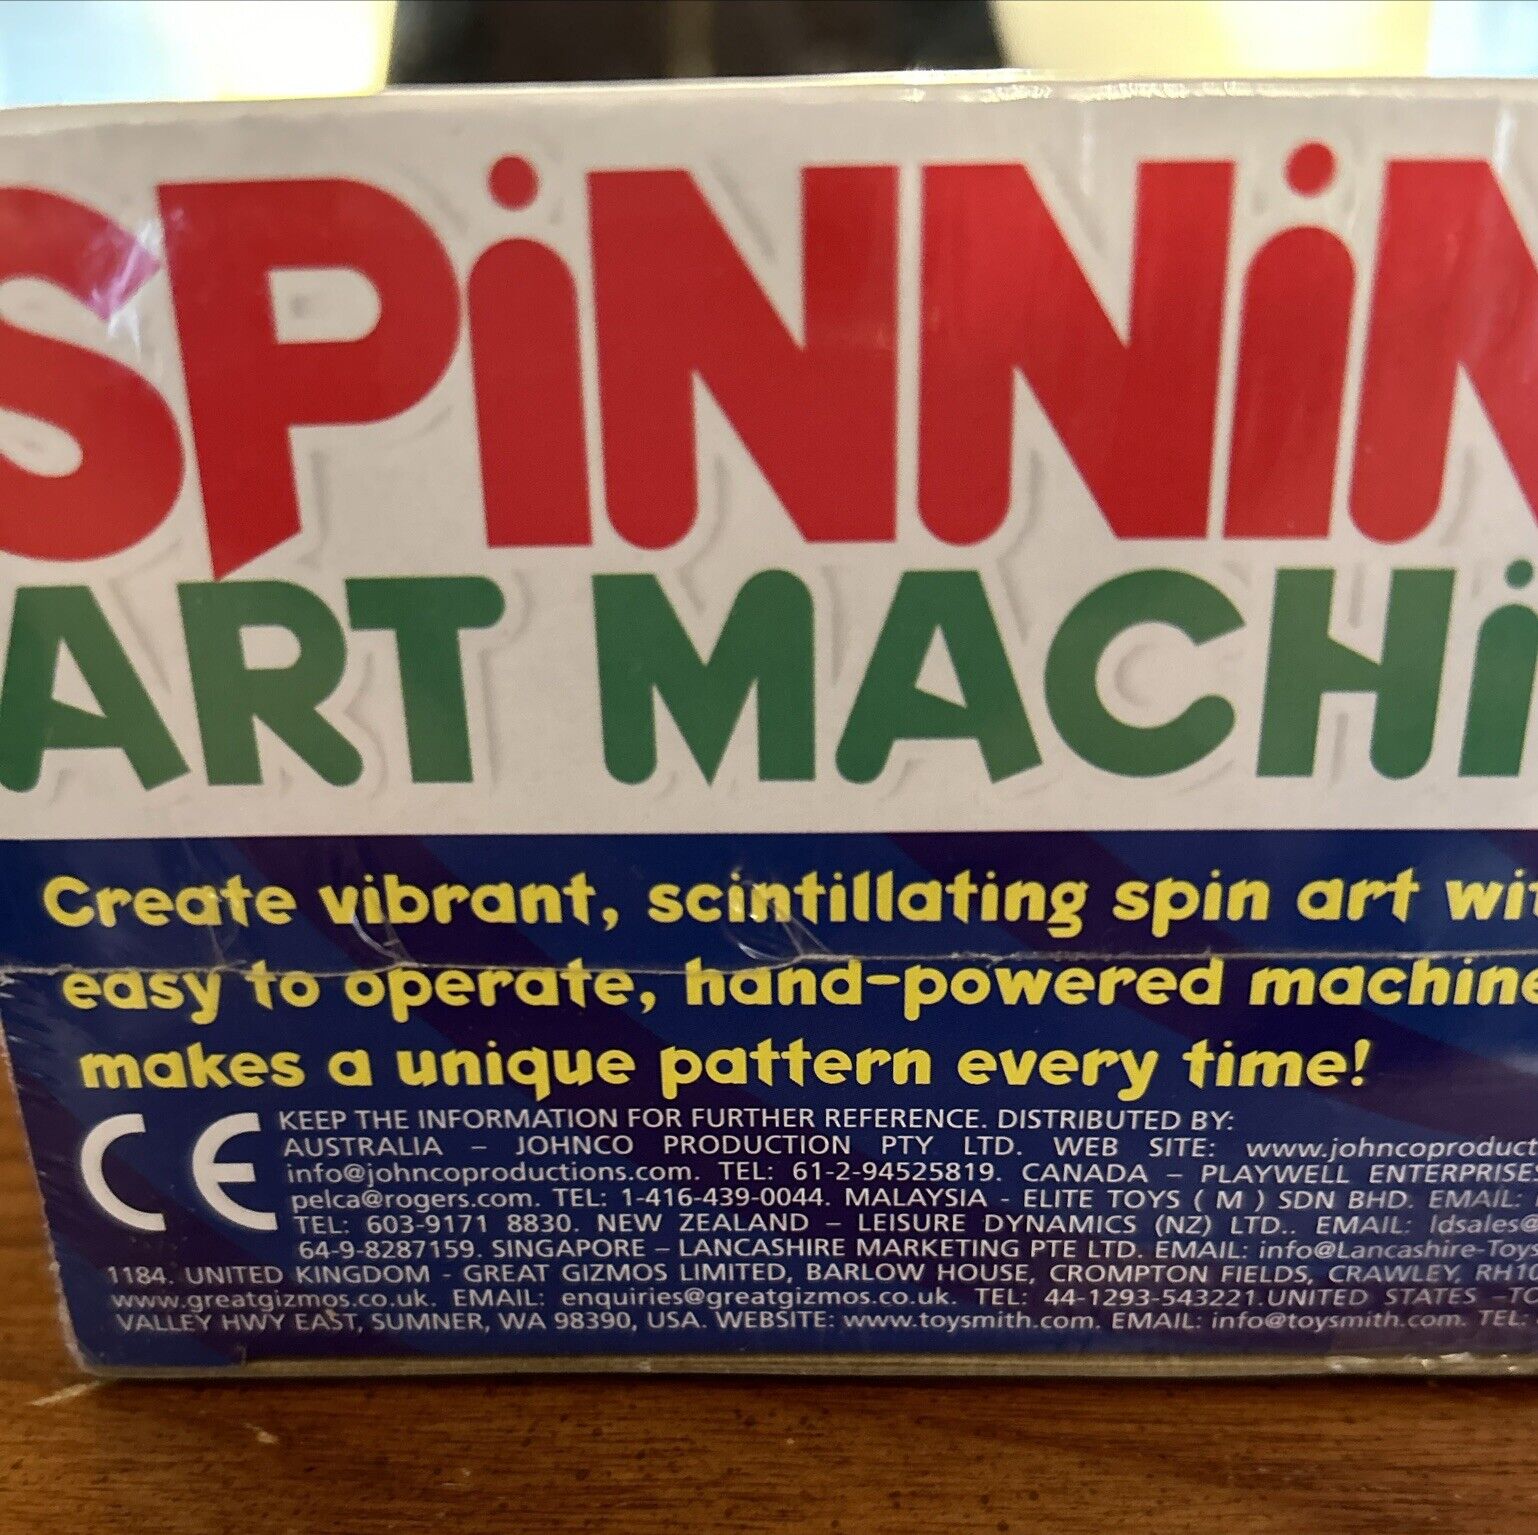 SPiNNiN
ART MACHi
Create vibrant, scintillating spin art wit
easy to operate, hand-powered machine
makes a unique pattern every time!
CE KEEP THE INFORMATION FOR FURTHER REFERENCE. DISTRIBUTED BY:
AUSTRALIA – JOHNCO PRODUCTION PTY LTD. WEB SITE: www.johncoproduct
info@johncoproductions.com. TEL: 61-2-94525819. CANADA – PLAYWELL ENTERPRISE
pelca@rogers.com. TEL: 1-416-439-0044. MALAYSIA - ELITE TOYS ( M ) SDN BHD. EMAIL:
TEL: 603-9171 8830. NEW ZEALAND – LEISURE DYNAMICS (NZ) LTD.. EMAIL: ldsales@
64-9-8287159. SINGAPORE – LANCASHIRE MARKETING PTE LTD. EMAIL: info@Lancashire-Toys
1184. UNITED KINGDOM - GREAT GIZMOS LIMITED, BARLOW HOUSE, CROMPTON FIELDS, CRAWLEY, RH10
www.greatgizmos.co.uk. EMAIL: enquiries@greatgizmos.co.uk. TEL: 44-1293-543221.UNITED STATES –TO
VALLEY HWY EAST, SUMNER, WA 98390, USA. WEBSITE: www.toysmith.com. EMAIL: info@toysmith.com. TEL: